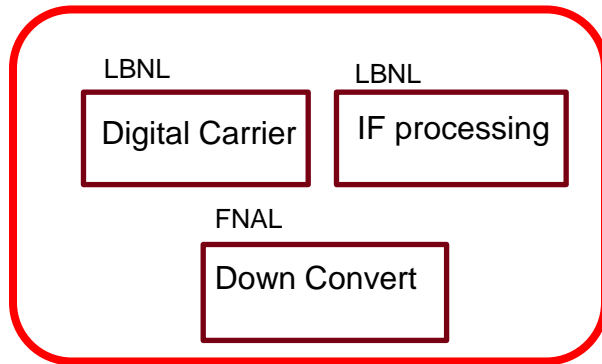 LBNL
Digital Carrier
LBNL
IF processing
FNAL
Down Convert